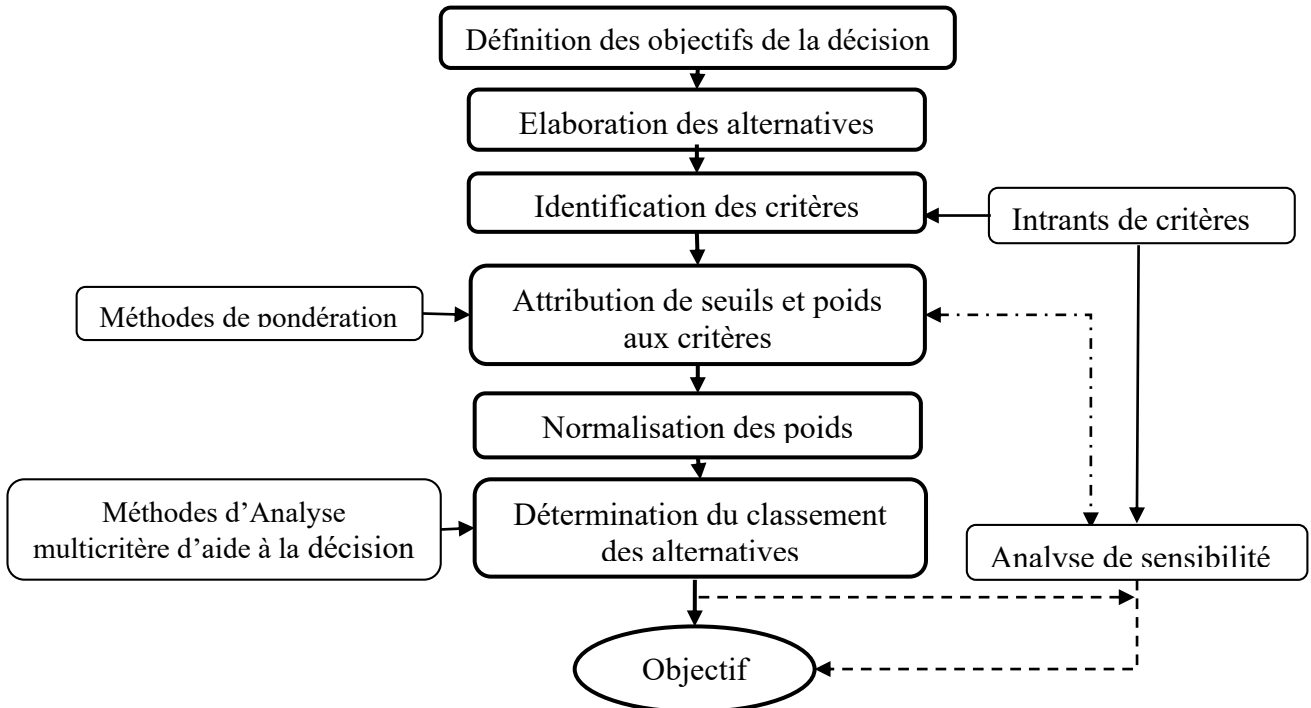 Définition des objectifs de la décision
Elaboration des alternatives
Identification des critères
Intrants de critères
Attribution de seuils et poids
aux critères
Méthodes de pondération
Normalisation des poids
Méthodes d’Analyse
multicritère d’aide à la décision
Détermination du classement
des alternatives
Analyse de sensibilité
Objectif